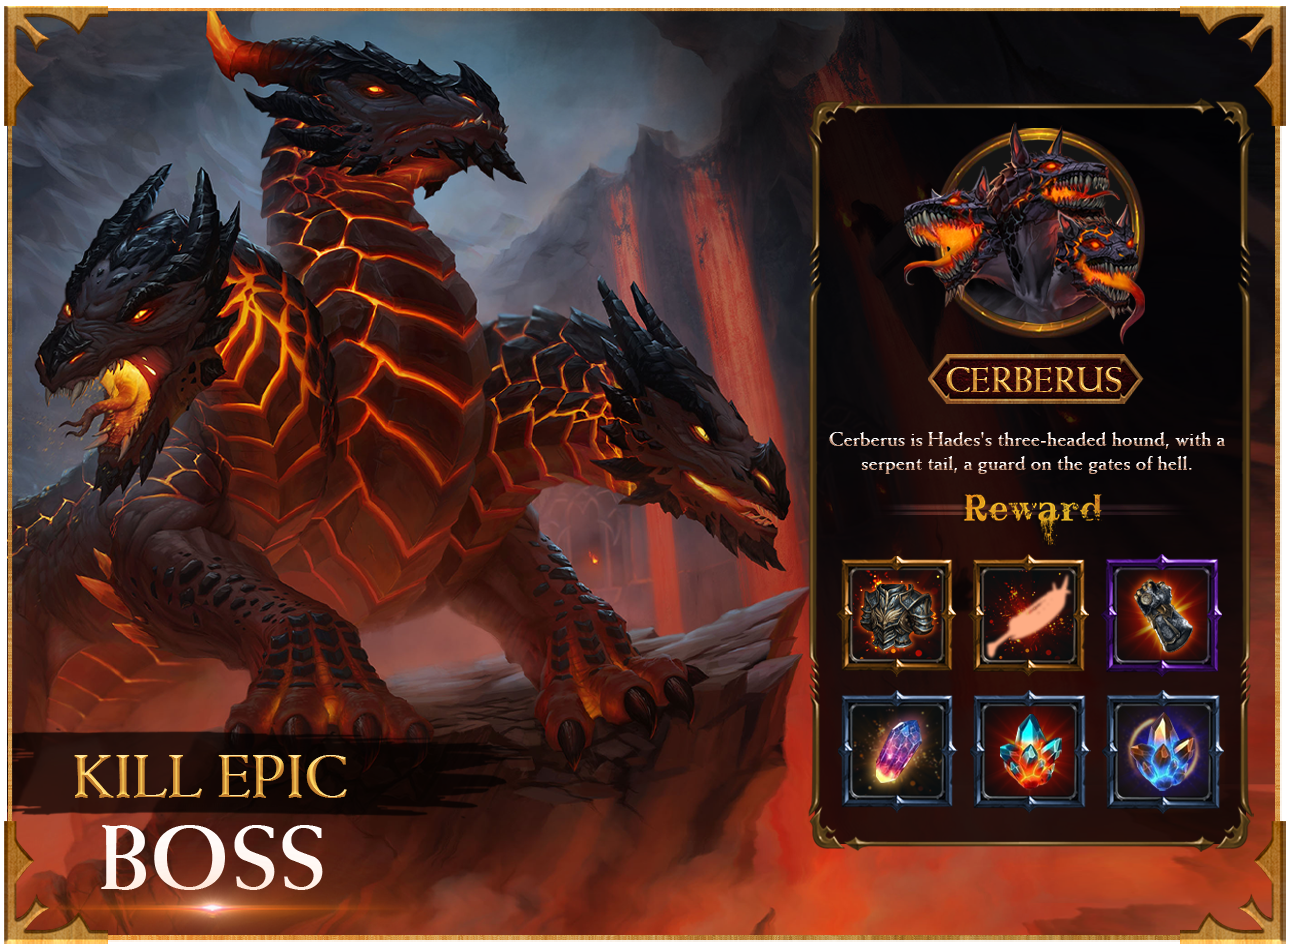 KILL EPIC
BOSS
CERBERUS
Cerberus is Hades's three-headed hound, with a
serpent tail, a guard on the gates of hell.
Reward